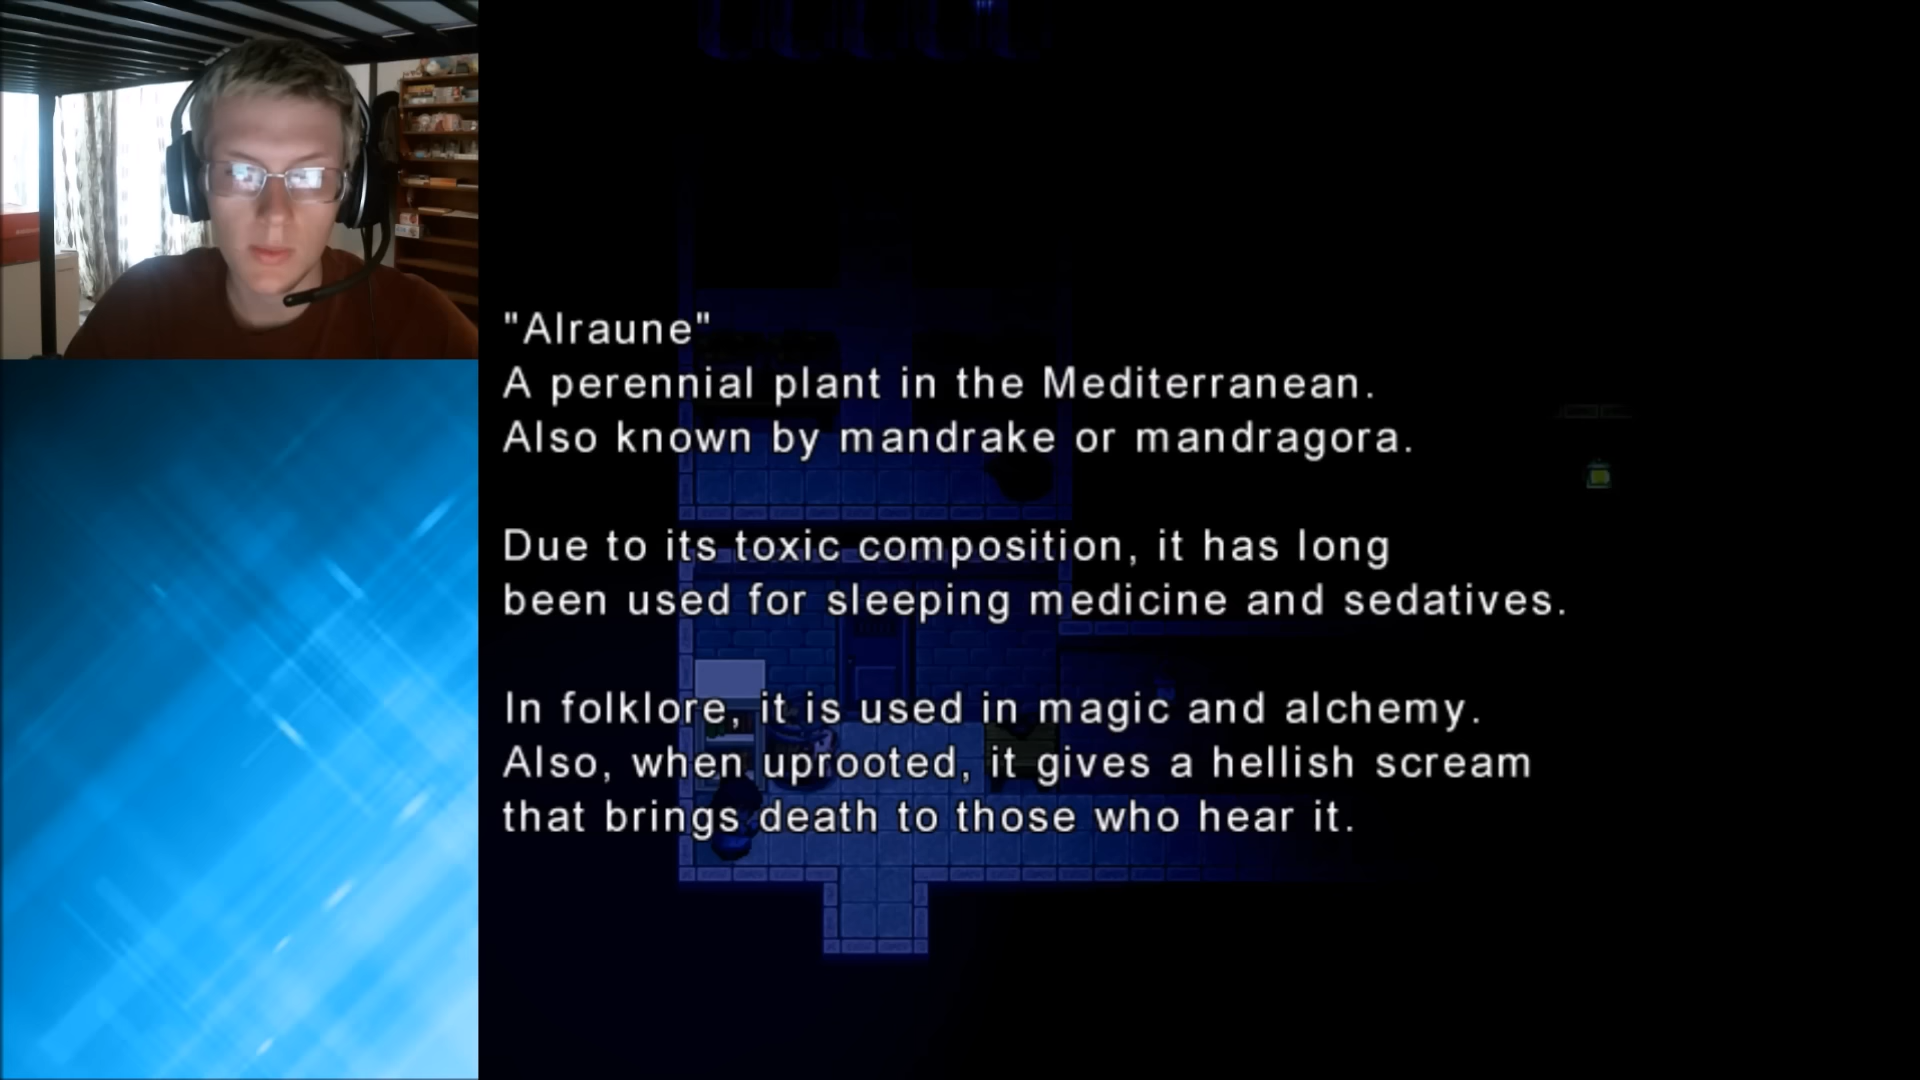 "Alraune"
A perennial plant in the Mediterranean.
Also known by mandrake or mandragora.
Due to its toxic composition, it has long
been used for sleeping medicine and sedatives.
In folklore, it is used in magic and alchemy.
Also, when uprooted, it gives a hellish scream
that brings death to those who hear it.